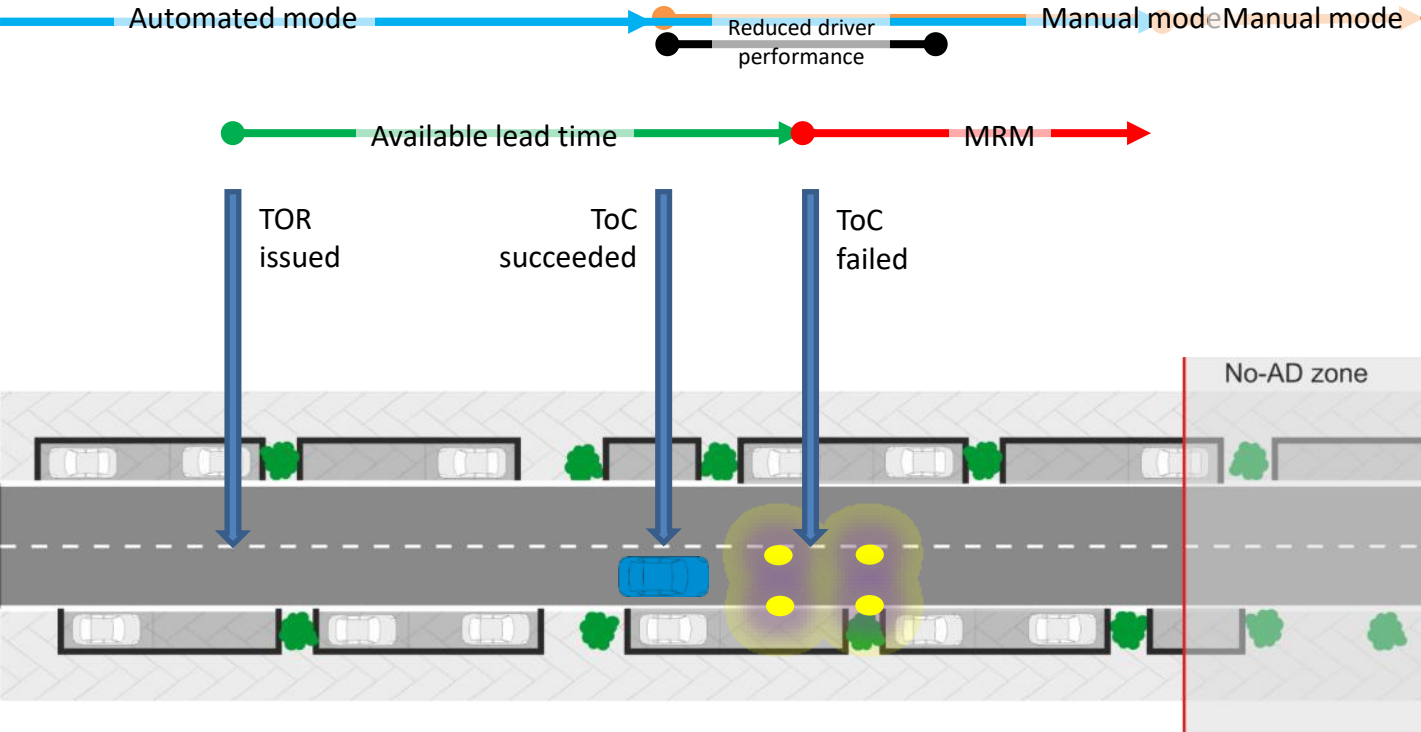 Automated mode
Reduced driver
performance
Manual mode
Manual mode
Available lead time
MRM
TOR
issued
ToC
succeeded
ToC
failed
No-AD zone